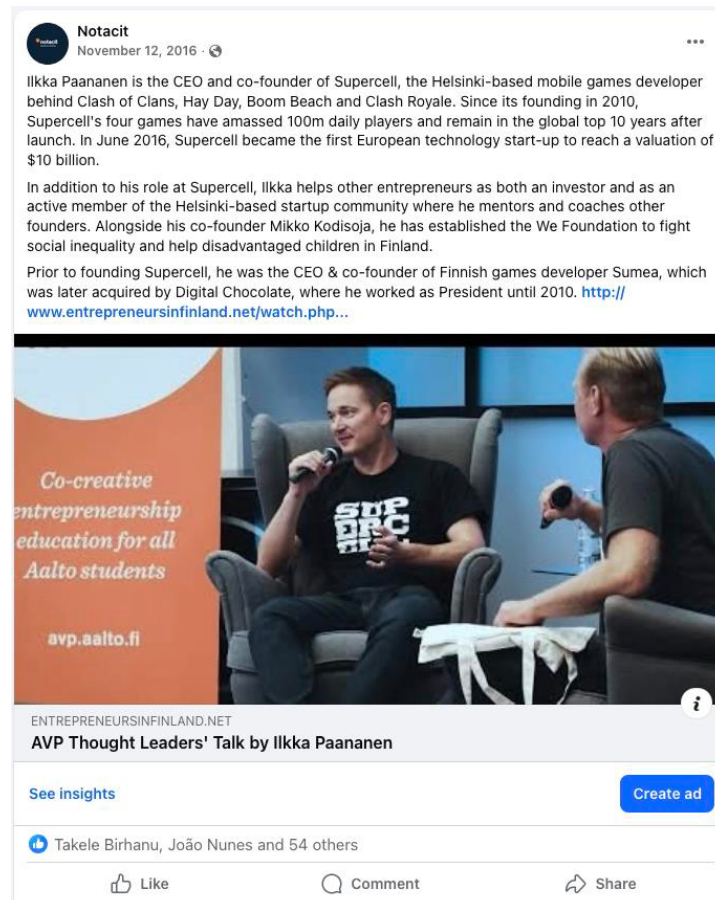 Notacit
November 12, 2016 ·
Ilkka Paananen is the CEO and co-founder of Supercell, the Helsinki-based mobile games developer
behind Clash of Clans, Hay Day, Boom Beach and Clash Royale. Since its founding in 2010,
Supercell's four games have amassed 100m daily players and remain in the global top 10 years after
launch. In June 2016, Supercell became the first European technology start-up to reach a valuation of
$10 billion.
In addition to his role at Supercell, Ilkka helps other entrepreneurs as both an investor and as an
active member of the Helsinki-based startup community where he mentors and coaches other
founders. Alongside his co-founder Mikko Kodisoja, he has established the We Foundation to fight
social inequality and help disadvantaged children in Finland.
Prior to founding Supercell, he was the CEO & co-founder of Finnish games developer Sumea, which
was later acquired by Digital Chocolate, where he worked as President until 2010. http://
www.entrepreneursinfinland.net/watch.php...
Co-creative
entrepreneurship
education for all
Aalto students
avp.aalto.fi
SUP
ERC
ENTREPRENEURSINFINLAND.NET
AVP Thought Leaders' Talk by Ilkka Paananen
See insights
Create ad
Takele Birhanu, João Nunes and 54 others
Like
Comment
Share